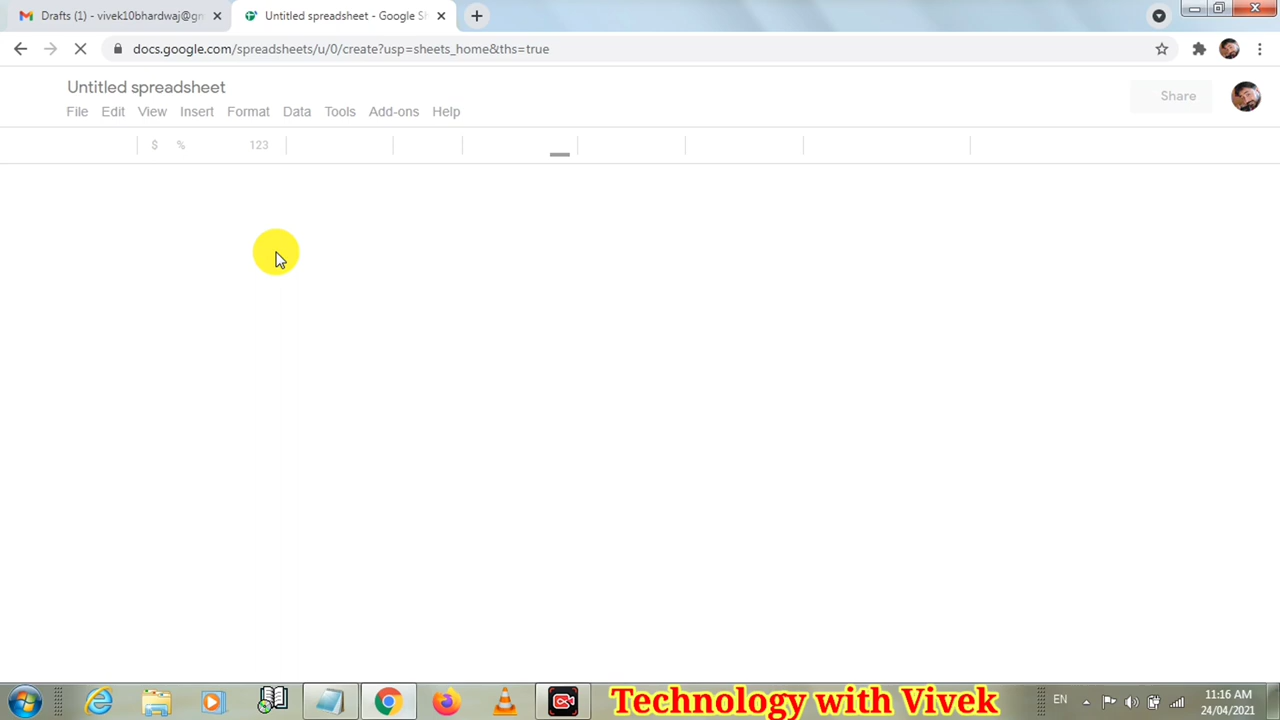 Drafts (1) - vivek10bhardwaj@gm
Untitled spreadsheet - Google Sh
docs.google.com/spreadsheets/u/0/create?usp=sheets_home&ths=true
Untitled spreadsheet
Share
File Edit View Insert Format Data Tools Add-ons Help
$ % 123
Technology with Vivek
EN
11:16 AM
24/04/2021